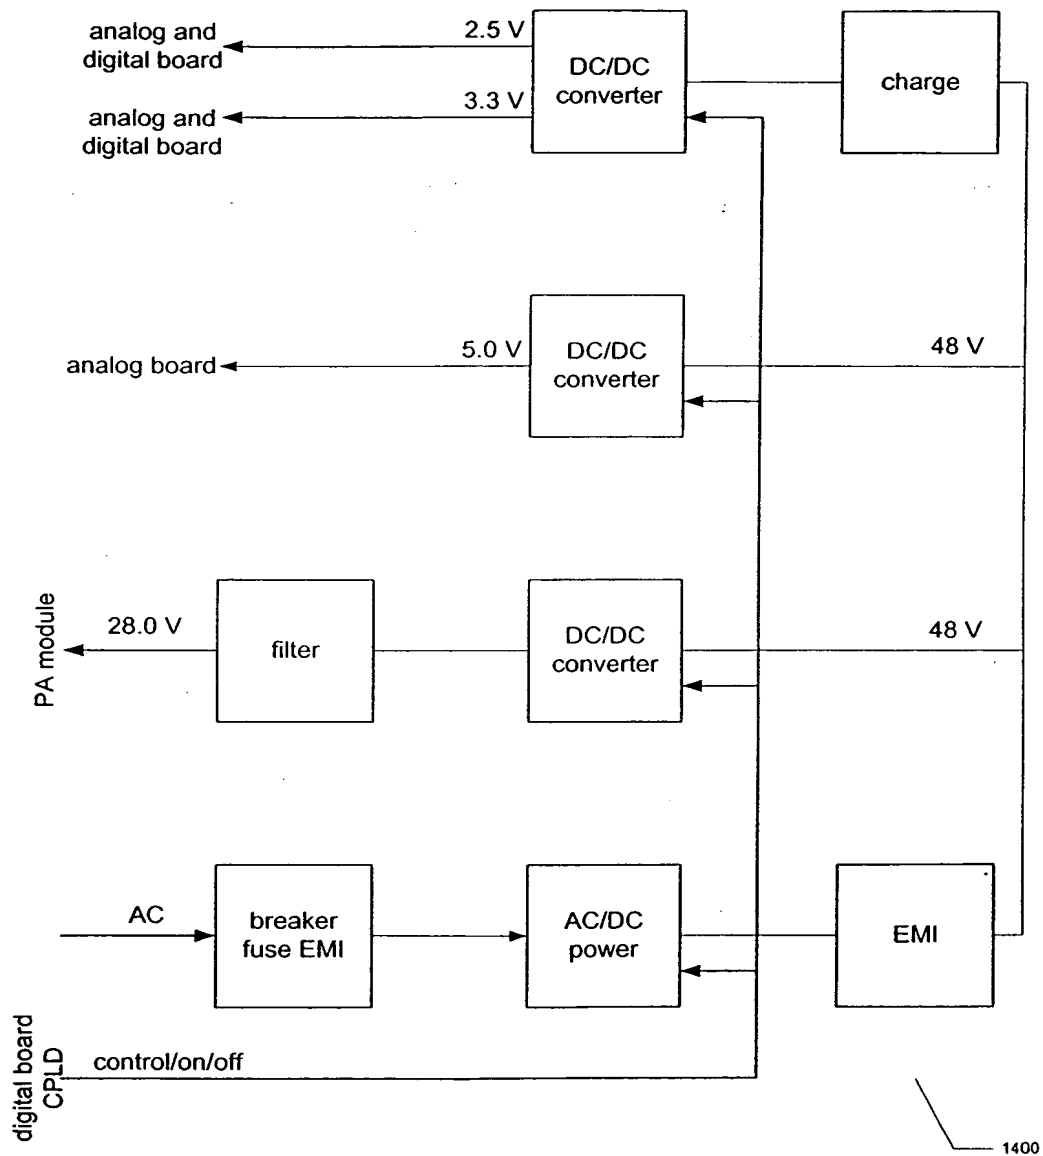 analog and
digital board
2.5 V
DC/DC
converter
charge
analog and
digital board
3.3 V
analog board
5.0 V
DC/DC
converter
48 V
PA module
28.0 V
filter
DC/DC
converter
48 V
AC
breaker
fuse EMI
AC/DC
power
EMI
digital board
CPLD
control/on/off
1400